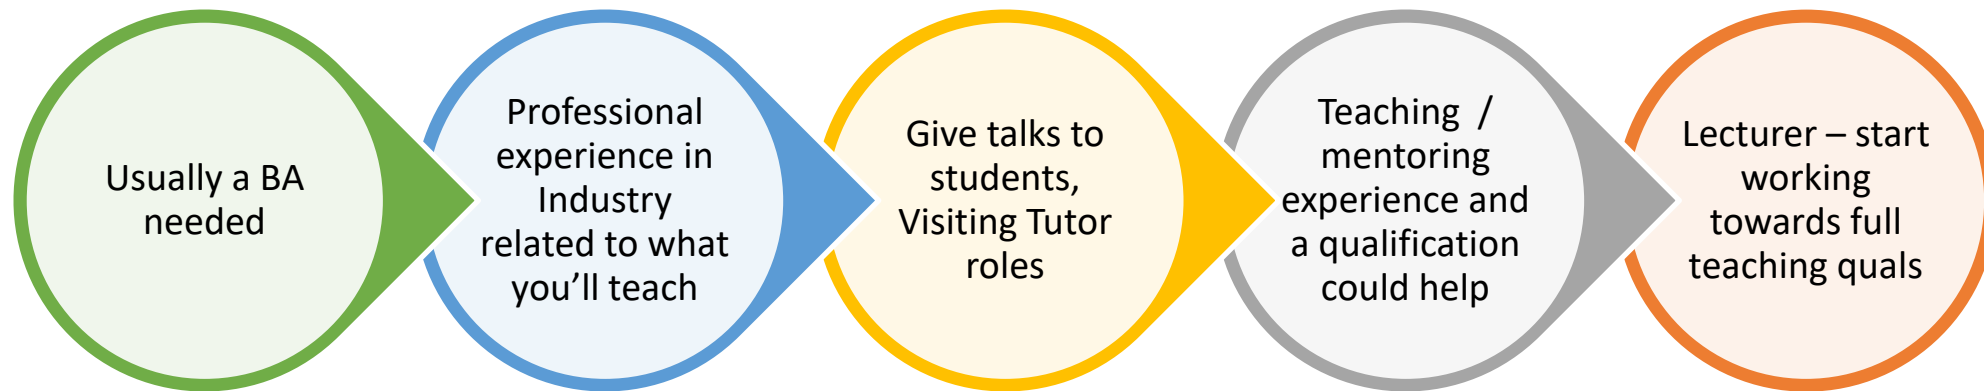 Usually a BA
needed
Professional
experience in
Industry
related to what
you’ll teach
Give talks to
students,
Visiting Tutor
roles
Teaching /
mentoring
experience and
a qualification
could help
Lecturer – start
working
towards full
teaching quals